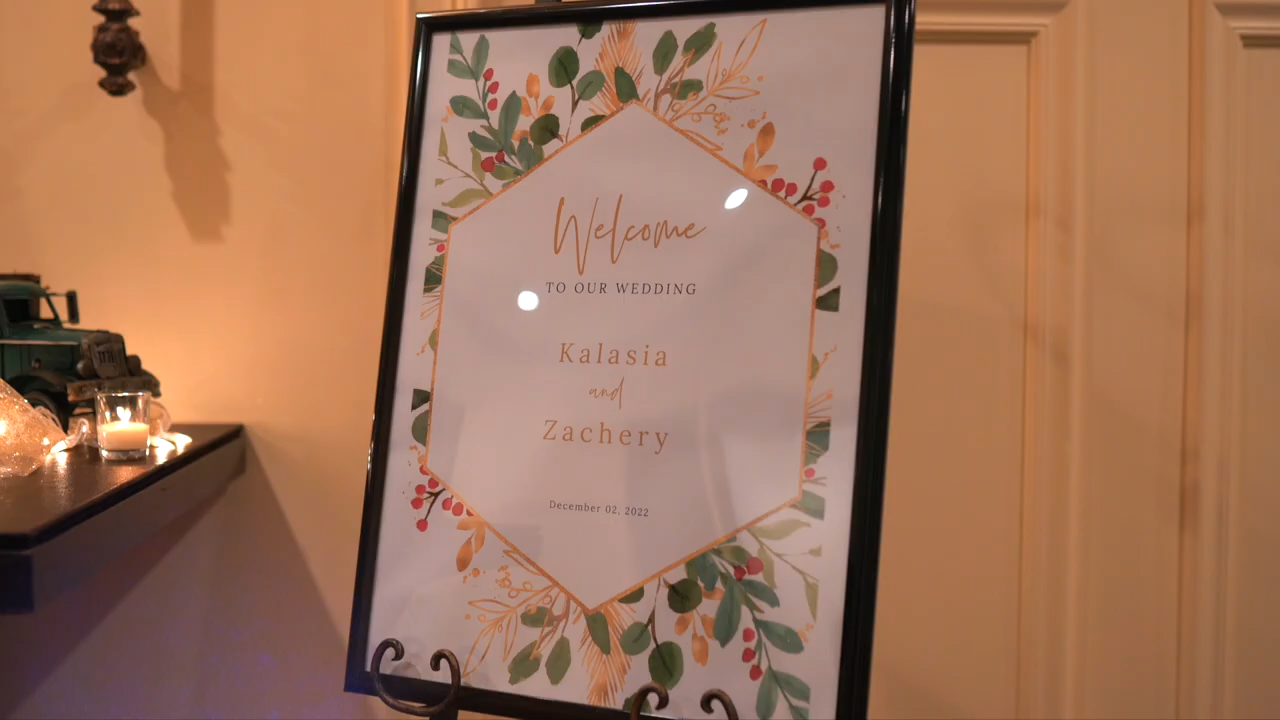 Welcome
TO OUR WEDDING
Kalasia
and
Zachery
December 02, 2022